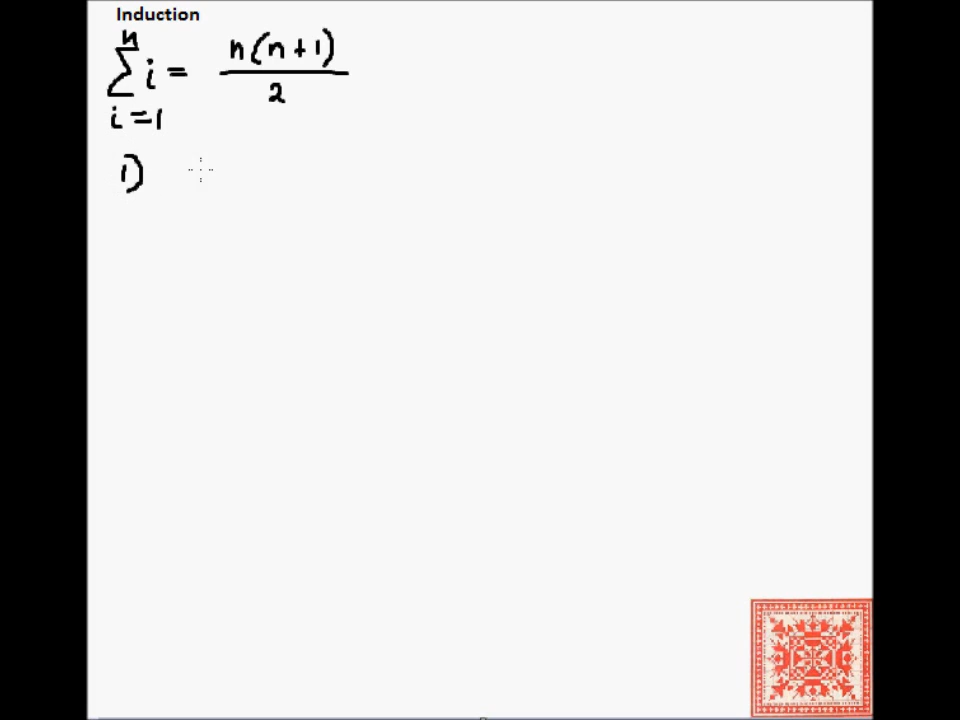 Induction
n
∑ i = n(n+1)/2
i=1
1)